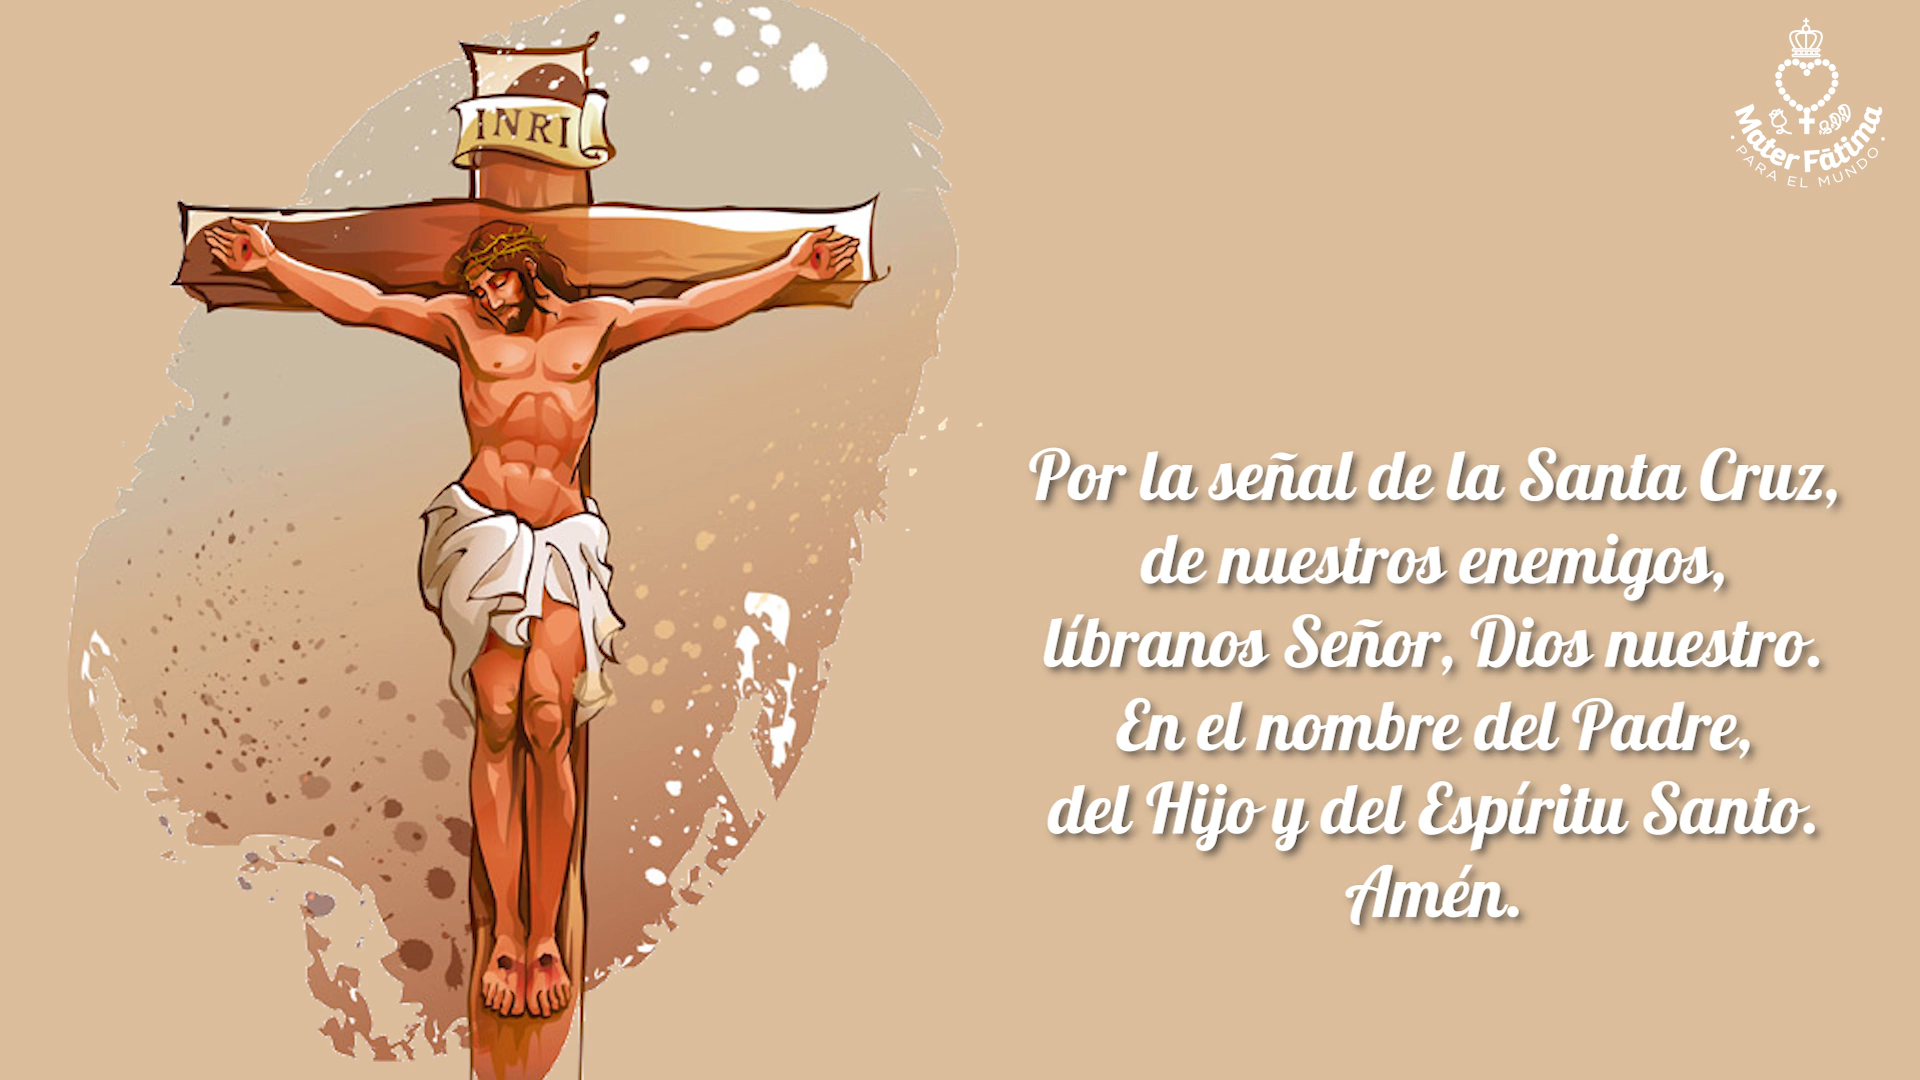 INRI
Mater Fátima
· PARA EL MUNDO ·
Por la señal de la Santa Cruz,
de nuestros enemigos,
líbranos Señor, Dios nuestro.
En el nombre del Padre,
del Hijo y del Espíritu Santo.
Amén.